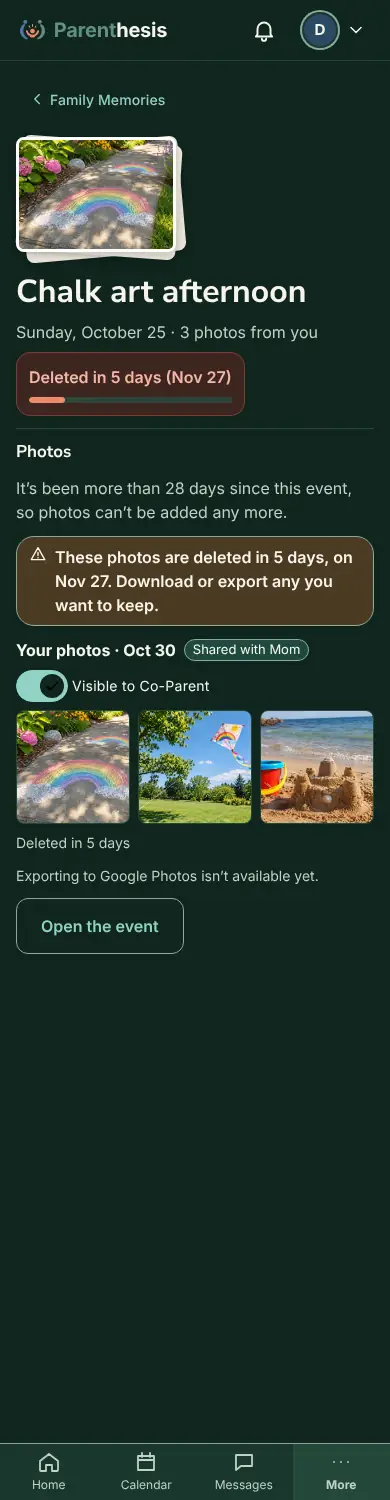 Parenthesis
D
Family Memories
Chalk art afternoon
Sunday, October 25 · 3 photos from you
Deleted in 5 days (Nov 27)
Photos
It’s been more than 28 days since this event,
so photos can’t be added any more.
These photos are deleted in 5 days, on
Nov 27. Download or export any you
want to keep.
Your photos · Oct 30 Shared with Mom
Visible to Co-Parent
Deleted in 5 days
Exporting to Google Photos isn’t available yet.
Open the event
Home Calendar Messages More